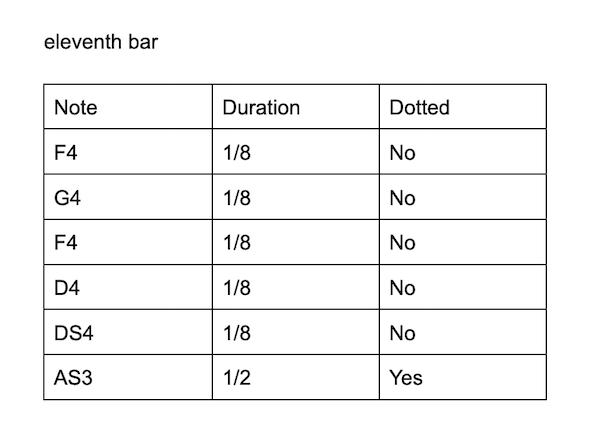 eleventh bar
Note Duration Dotted
F4 1/8 No
G4 1/8 No
F4 1/8 No
D4 1/8 No
DS4 1/8 No
AS3 1/2 Yes